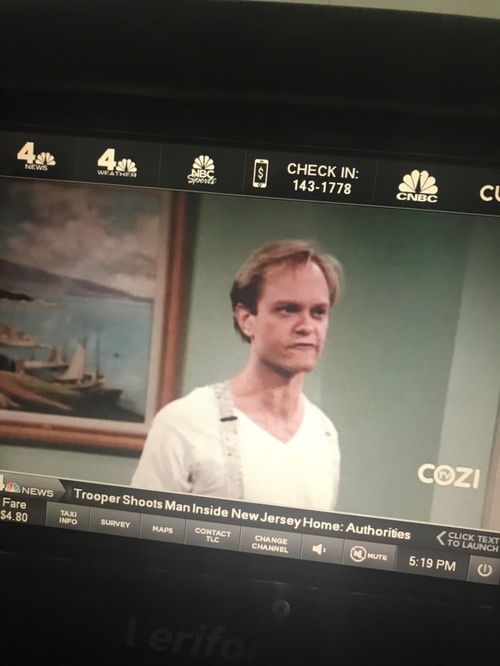 4 NEWS
4 WEATHER
NBC Sports
$
CHECK IN:
143-1778
CNBC
CU
COZI
TV
NEWS
Trooper Shoots Man Inside New Jersey Home: Authorities
CLICK TEXT
TO LAUNCH
Fare
$4.80
TAXI
INFO
SURVEY
MAPS
CONTACT
TLC
CHANGE
CHANNEL
MUTE
5:19 PM